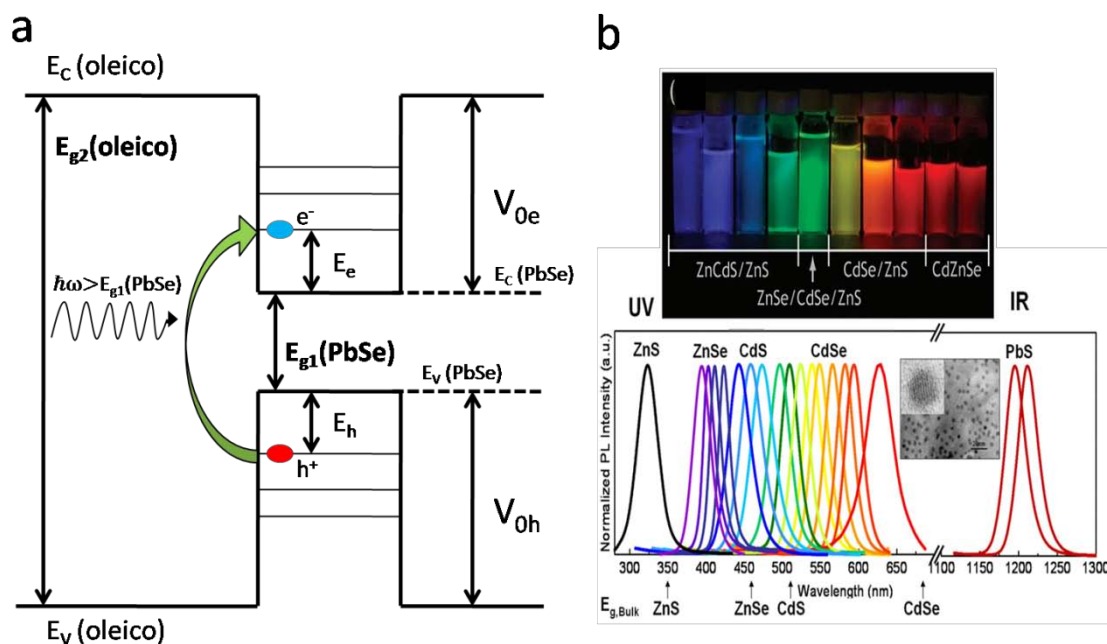 a
E_C (oleico)
E_g2(oleico)
ℏω>E_g1(PbSe)
e⁻
E_e
V_0e
E_C (PbSe)
E_g1(PbSe)
E_V (PbSe)
E_h
h⁺
V_0h
E_V (oleico)
b
ZnCdS/ZnS
CdSe/ZnS
CdZnSe
ZnSe/CdSe/ZnS
UV
IR
ZnS
ZnSe
CdS
CdSe
PbS
Normalized PL Intensity (a.u.)
300 350 400 450 500 550 600 650 1100 1150 1200 1250 1300
Wavelength (nm)
E_g,Bulk
ZnS
ZnSe
CdS
CdSe